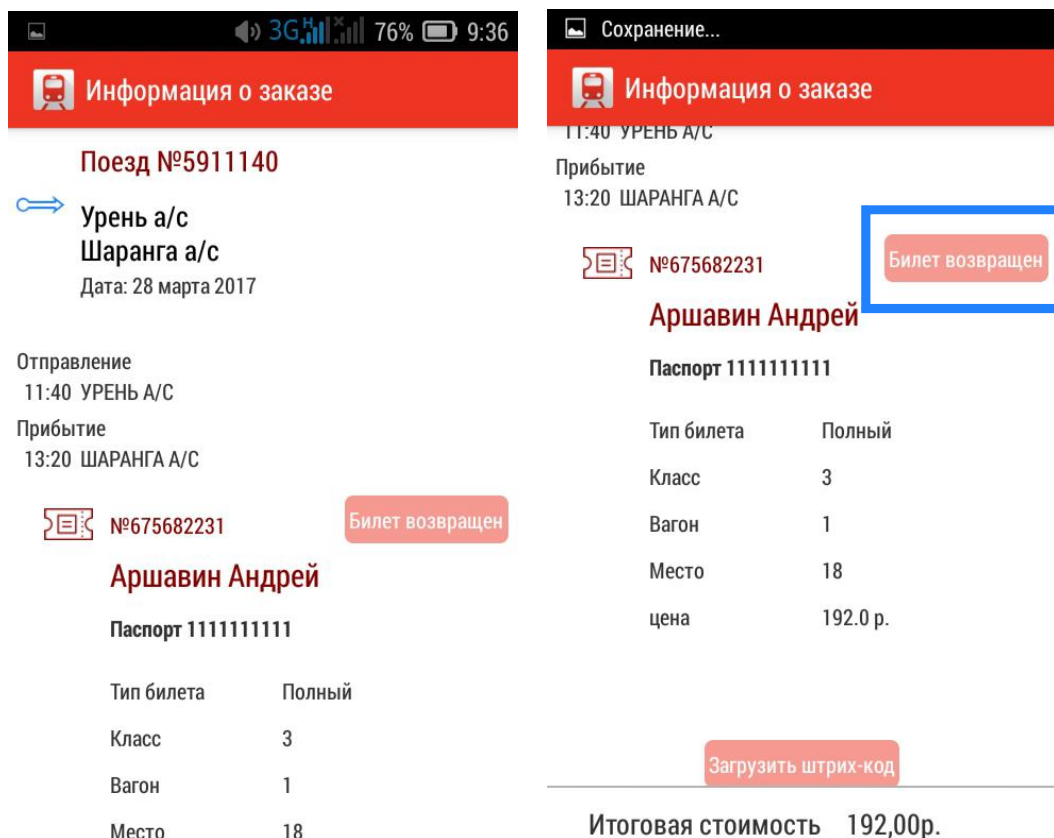 3G H 76% 9:36
Информация о заказе
Поезд №5911140
Урень а/с
Шаранга а/с
Дата: 28 марта 2017
Отправление
11:40 УРЕНЬ А/С
Прибытие
13:20 ШАРАНГА А/С
№675682231 Билет возвращен
Аршавин Андрей
Паспорт 1111111111
Тип билета Полный
Класс 3
Вагон 1
Место 18
Сохранение...
Информация о заказе
11:40 УРЕНЬ А/С
Прибытие
13:20 ШАРАНГА А/С
№675682231 Билет возвращен
Аршавин Андрей
Паспорт 1111111111
Тип билета Полный
Класс 3
Вагон 1
Место 18
цена 192.0 р.
Загрузить штрих-код
Итоговая стоимость 192,00р.